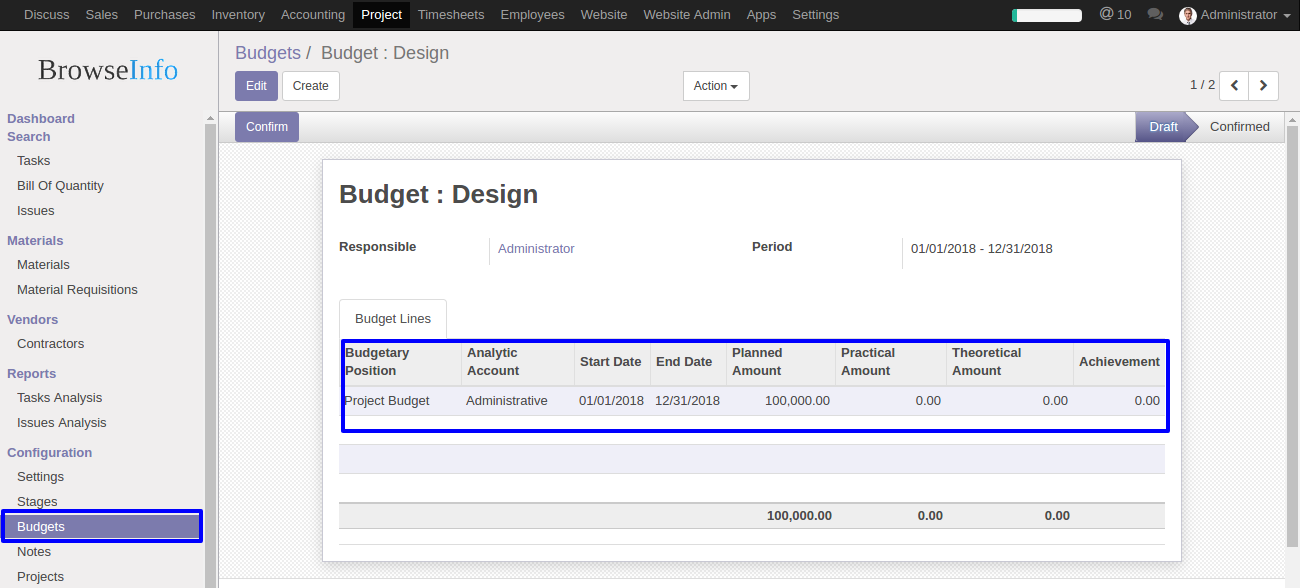 Discuss Sales Purchases Inventory Accounting Project Timesheets Employees Website Website Admin Apps Settings @ 10 Administrator
BrowseInfo
Dashboard
Search
Tasks
Bill Of Quantity
Issues
Materials
Materials
Material Requisitions
Vendors
Contractors
Reports
Tasks Analysis
Issues Analysis
Configuration
Settings
Stages
Budgets
Notes
Projects
Budgets / Budget : Design
Edit Create Action 1 / 2
Confirm Draft Confirmed
Budget : Design
Responsible Administrator Period 01/01/2018 - 12/31/2018
Budget Lines
Budgetary Position Analytic Account Start Date End Date Planned Amount Practical Amount Theoretical Amount Achievement
Project Budget Administrative 01/01/2018 12/31/2018 100,000.00 0.00 0.00 0.00
100,000.00 0.00 0.00